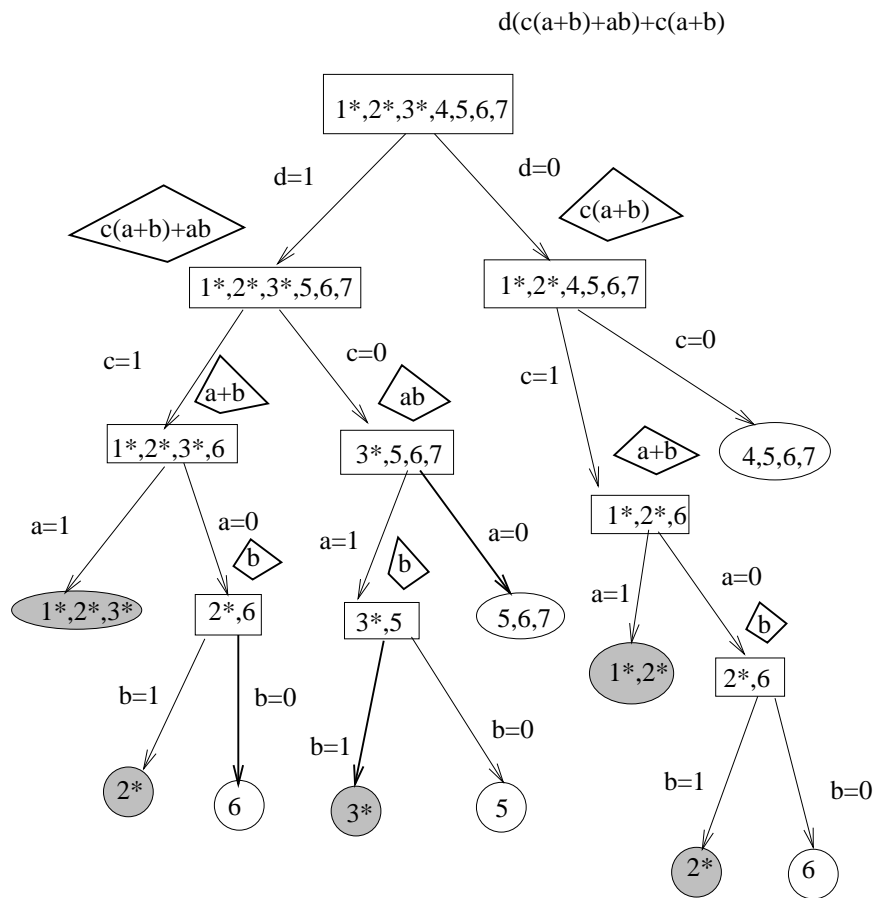 d(c(a+b)+ab)+c(a+b)
1*,2*,3*,4,5,6,7
d=1
d=0
c(a+b)+ab
c(a+b)
1*,2*,3*,5,6,7
1*,2*,4,5,6,7
c=1
c=0
c=1
c=0
a+b
ab
1*,2*,3*,6
3*,5,6,7
a+b
4,5,6,7
1*,2*,6
a=1
a=0
a=1
a=0
b
b
a=1
a=0
1*,2*,3*
2*,6
3*,5
5,6,7
b
1*,2*
2*,6
b=1
b=0
b=1
b=0
2*
6
3*
5
b=1
b=0
2*
6